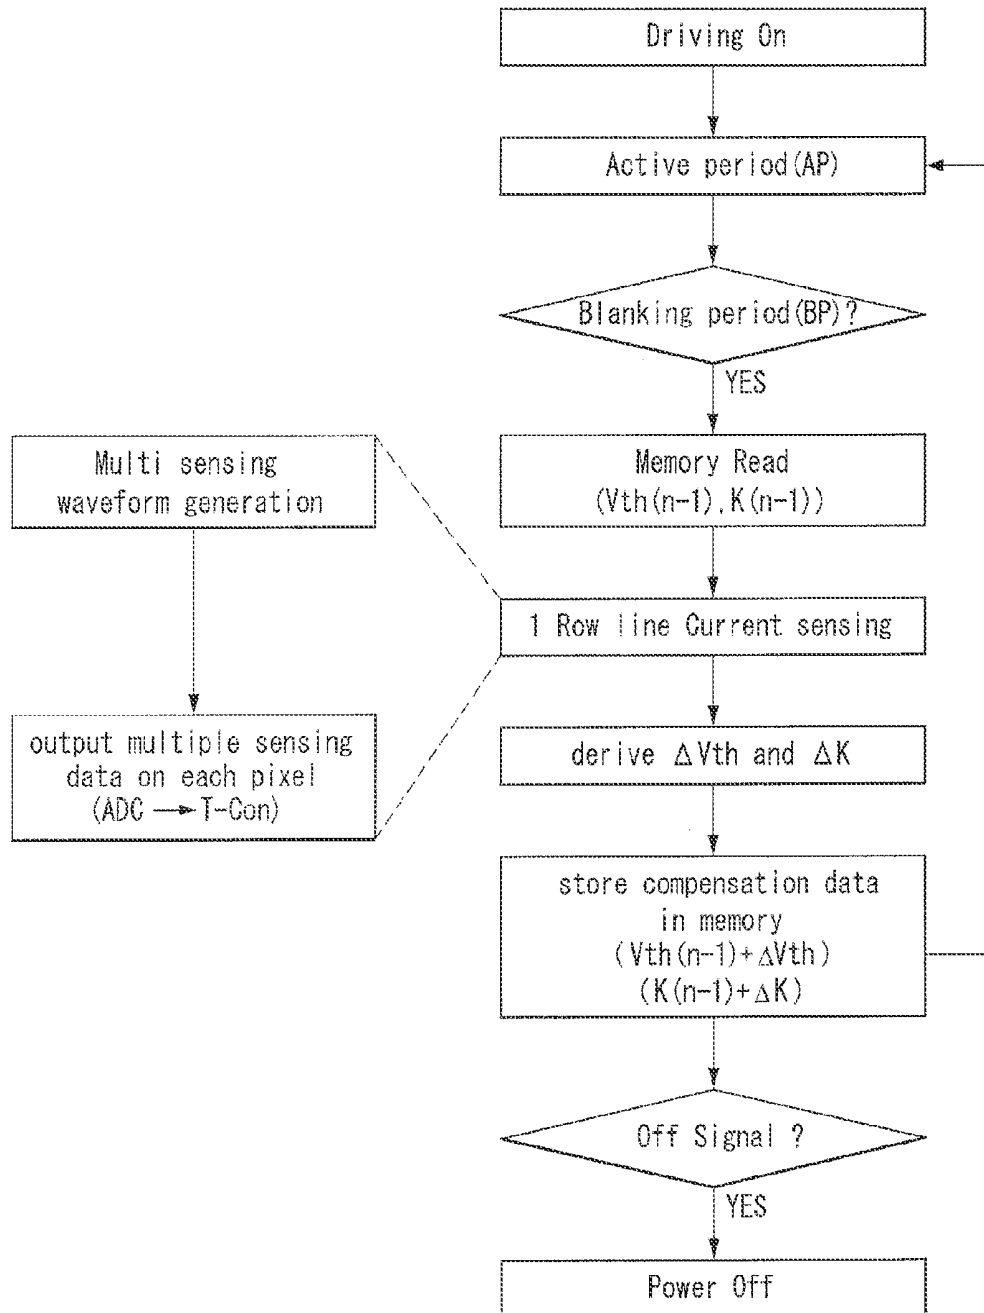 Driving On
Active period(AP)
Blanking period(BP)?
YES
Memory Read
(Vth(n-1),K(n-1))
Multi sensing
waveform generation
1 Row line Current sensing
output multiple sensing
data on each pixel
(ADC → T-Con)
derive ΔVth and ΔK
store compensation data
in memory
(Vth(n-1)+ΔVth)
(K(n-1)+ΔK)
Off Signal ?
YES
Power Off